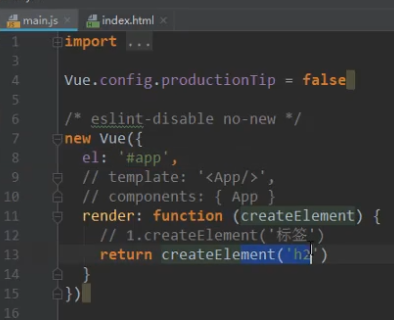 main.js × index.html ×
1 import ...
3
4 Vue.config.productionTip = false
5
6 /* eslint-disable no-new */
7 new Vue({
8 el: '#app',
9 // template: '<App/>',
10 // components: { App }
11 render: function (createElement) {
12 // 1.createElement('标签')
13 return createElement('h2')
14 }
15 })
16